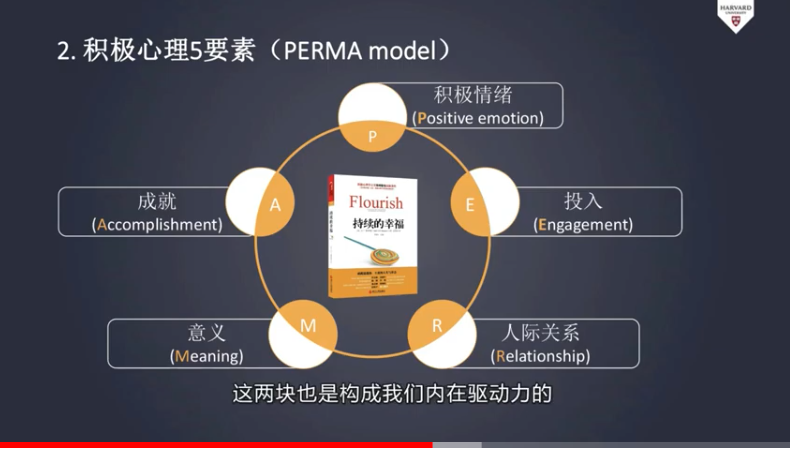 HARVARD
UNIVERSITY
2. 积极心理5要素（PERMA model）
积极情绪
(Positive emotion)
P
成就
(Accomplishment)
A
E
投入
(Engagement)
Flourish
持续的幸福
意义
(Meaning)
M
R
人际关系
(Relationship)
这两块也是构成我们内在驱动力的